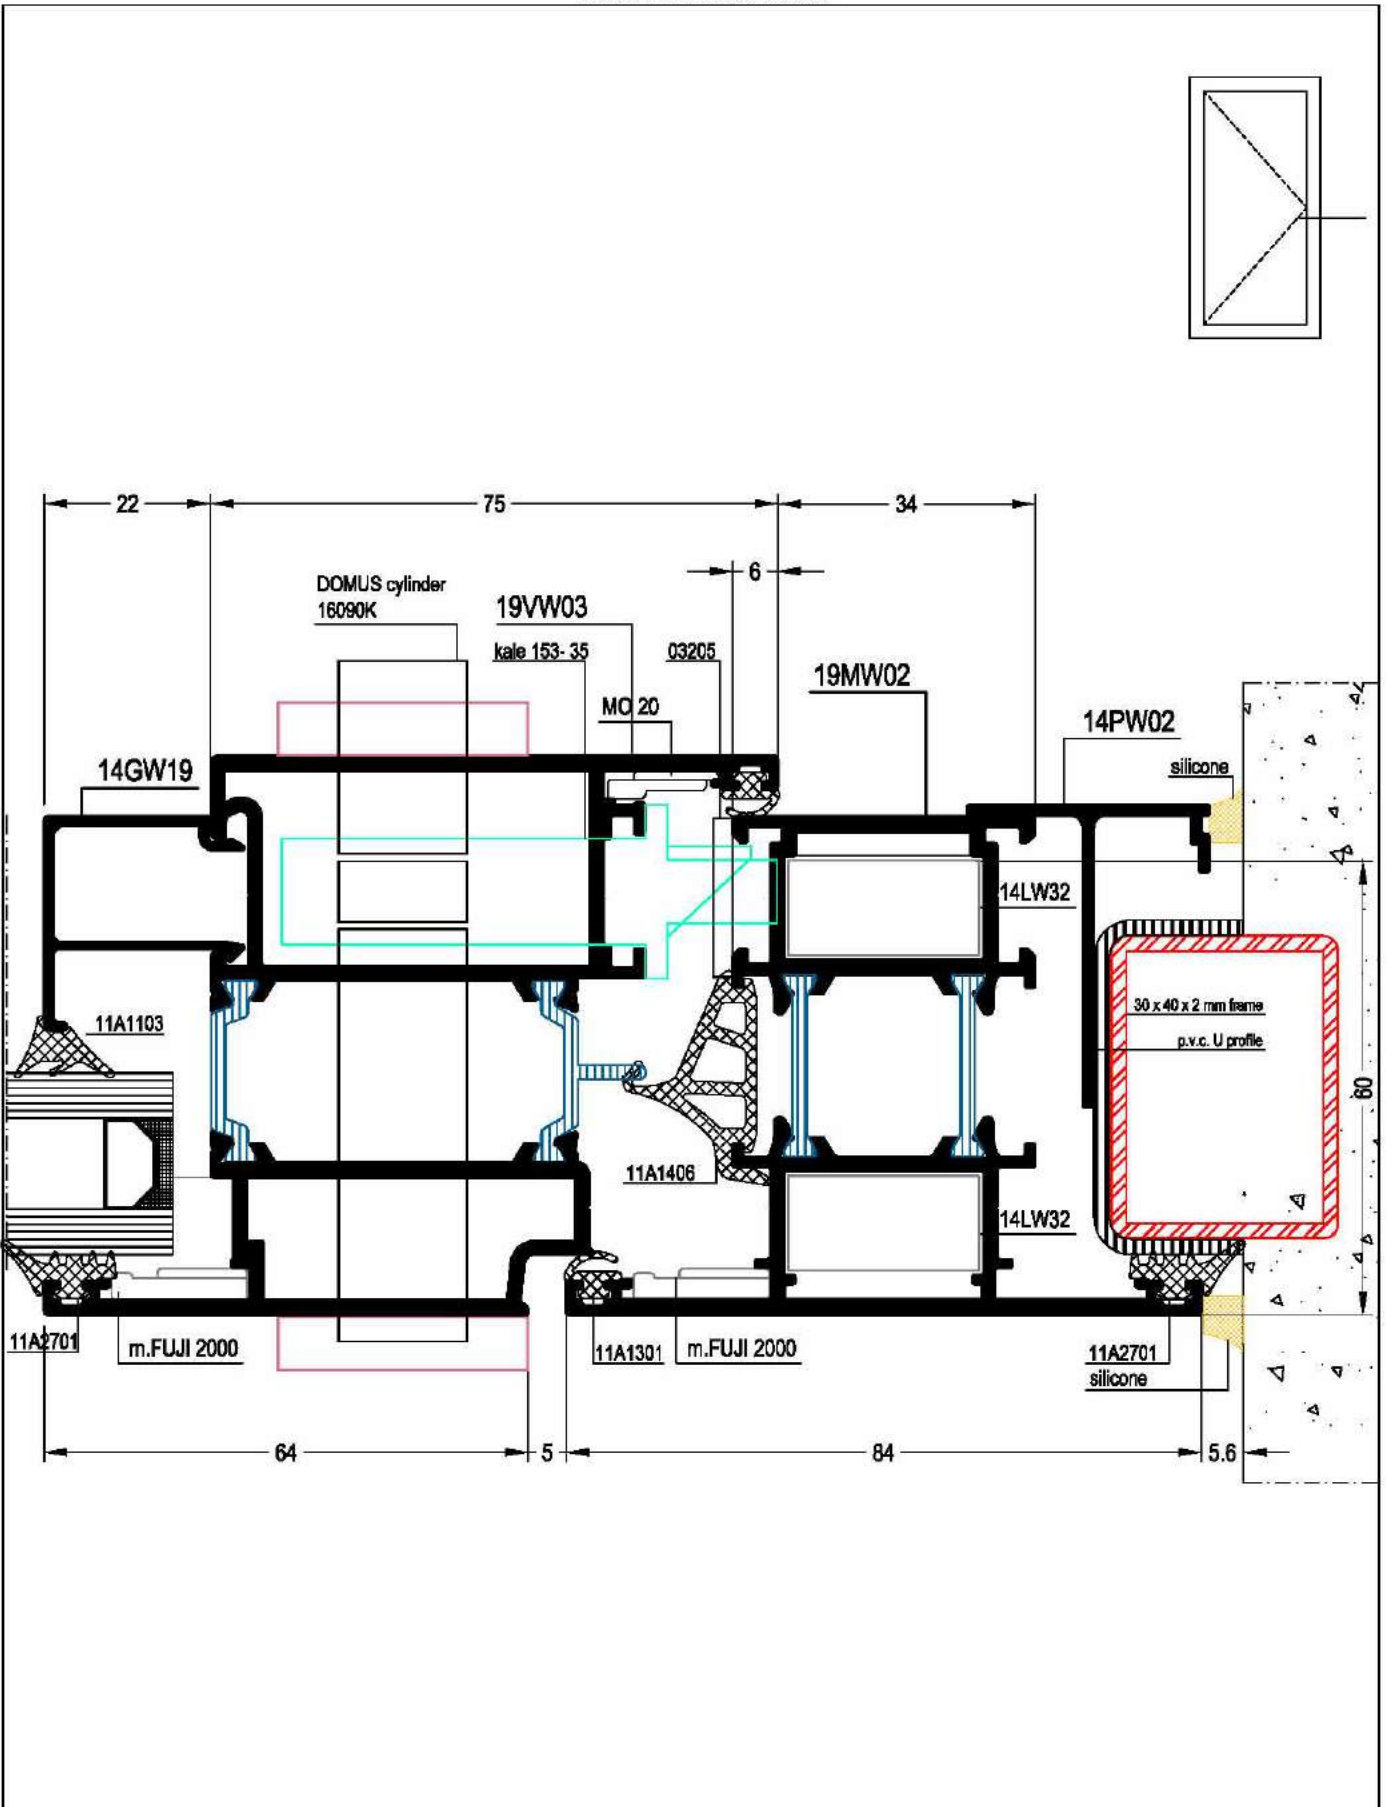 22
75
34
6
DOMUS cylinder
16090K
19VW03
kale 153- 35
03205
19MW02
MO 20
14PW02
silicone
14GW19
14LW32
30 x 40 x 2 mm frame
11A1103
p.v.c. U profile
60
11A1406
14LW32
11A2701
m.FUJI 2000
11A1301
m.FUJI 2000
11A2701
silicone
64
5
84
5.6